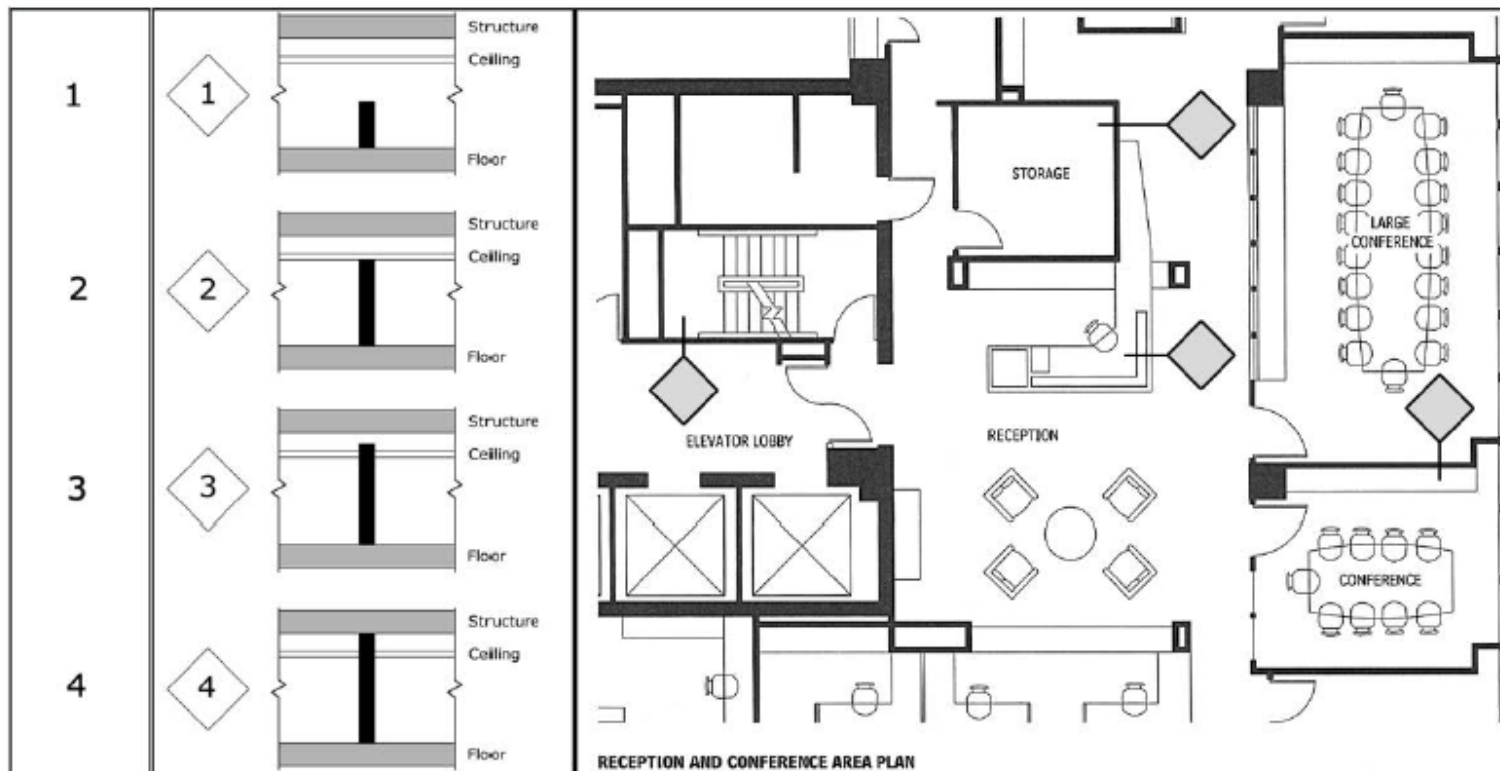 1
1
Structure
Ceiling
Floor
2
2
Structure
Ceiling
Floor
3
3
Structure
Ceiling
Floor
4
4
Structure
Ceiling
Floor
STORAGE
LARGE
CONFERENCE
ELEVATOR LOBBY
RECEPTION
CONFERENCE
RECEPTION AND CONFERENCE AREA PLAN